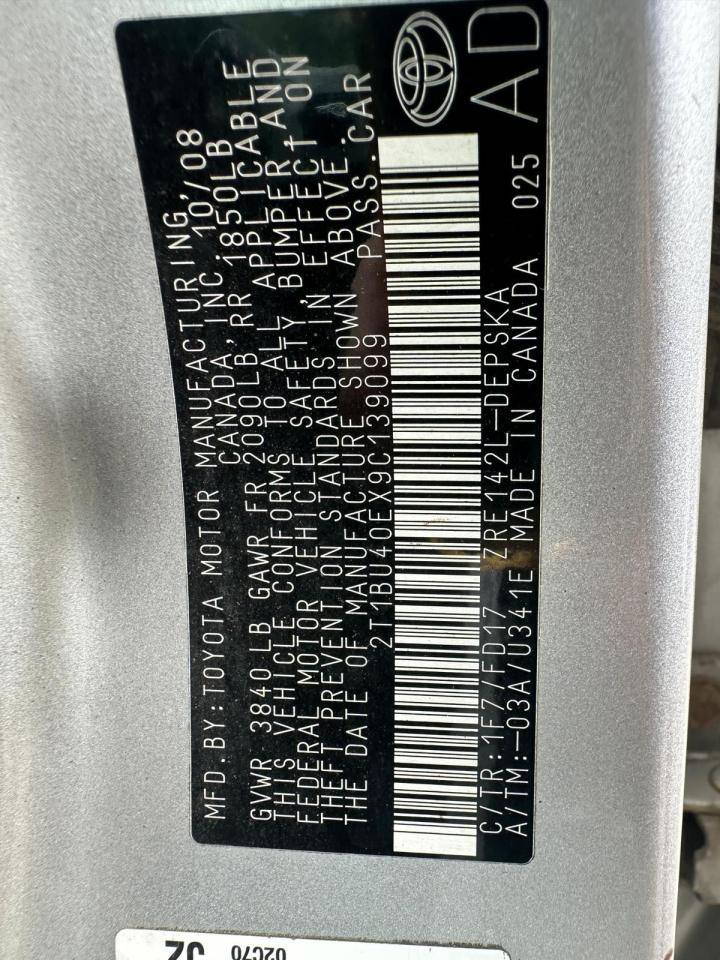 MFD.BY:TOYOTA MOTOR MANUFACTURING,
CANADA, INC. 10/08
GVWR 3840LB GAWR FR 2090LB, RR 1850LB
THIS VEHICLE CONFORMS TO ALL APPLICABLE
FEDERAL MOTOR VEHICLE SAFETY, BUMPER, AND
THEFT PREVENTION STANDARDS IN EFFECT ON
THE DATE OF MANUFACTURE SHOWN ABOVE.
2T1BU40EX9C139099 PASS.CAR
C/TR:1F7/FD17 ZRE142L-DEPSKA
A/TM:-03A/U341E MADE IN CANADA 025
AD
02C70